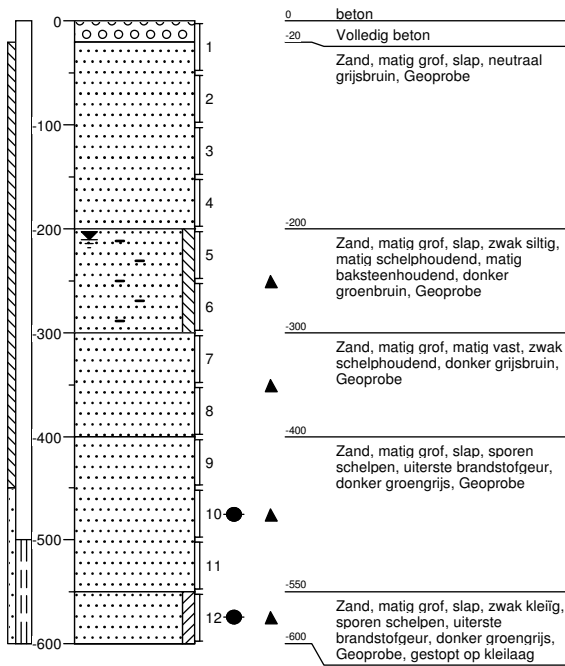 0
-100
-200
-300
-400
-500
-600
1
2
3
4
5
6
7
8
9
10
11
12
0 beton
-20 Volledig beton
Zand, matig grof, slap, neutraal
grijsbruin, Geoprobe
-200
Zand, matig grof, slap, zwak siltig,
matig schelphoudend, matig
baksteenhoudend, donker
groenbruin, Geoprobe
-300
Zand, matig grof, matig vast, zwak
schelphoudend, donker grijsbruin,
Geoprobe
-400
Zand, matig grof, slap, sporen
schelpen, uiterste brandstofgeur,
donker groengrijs, Geoprobe
-550
Zand, matig grof, slap, zwak kleiïg,
sporen schelpen, uiterste
brandstofgeur, donker groengrijs,
-600 Geoprobe, gestopt op kleilaag